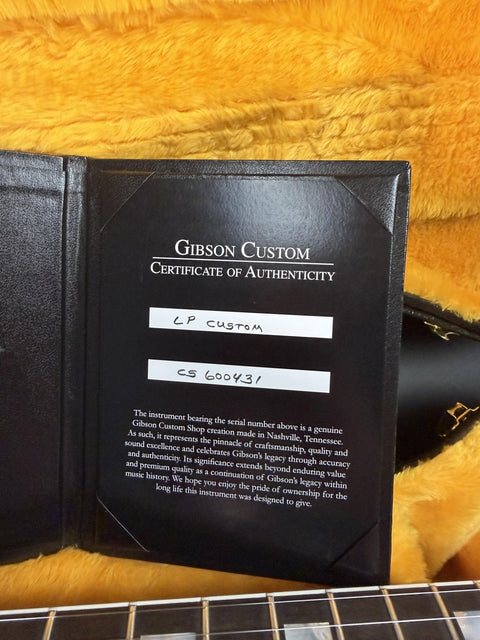 GIBSON CUSTOM
CERTIFICATE OF AUTHENTICITY
LP CUSTOM
CS 600431
The instrument bearing the serial number above is a genuine
Gibson Custom Shop creation made in Nashville, Tennessee.
As such, it represents the pinnacle of craftsmanship, quality and
sound excellence and celebrates Gibson's legacy through accuracy
and authenticity. Its significance extends beyond enduring value
and premium quality as a continuation of Gibson's legacy within
music history. We hope you enjoy the pride of ownership for the
long life this instrument was designed to give.